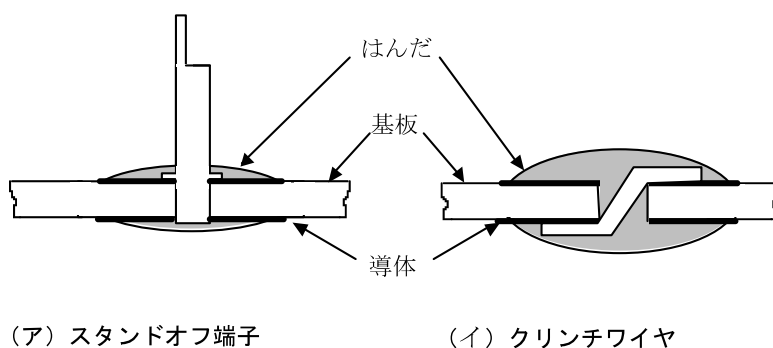 はんだ
基板
導体
（ア）スタンドオフ端子
（イ）クリンチワイヤ